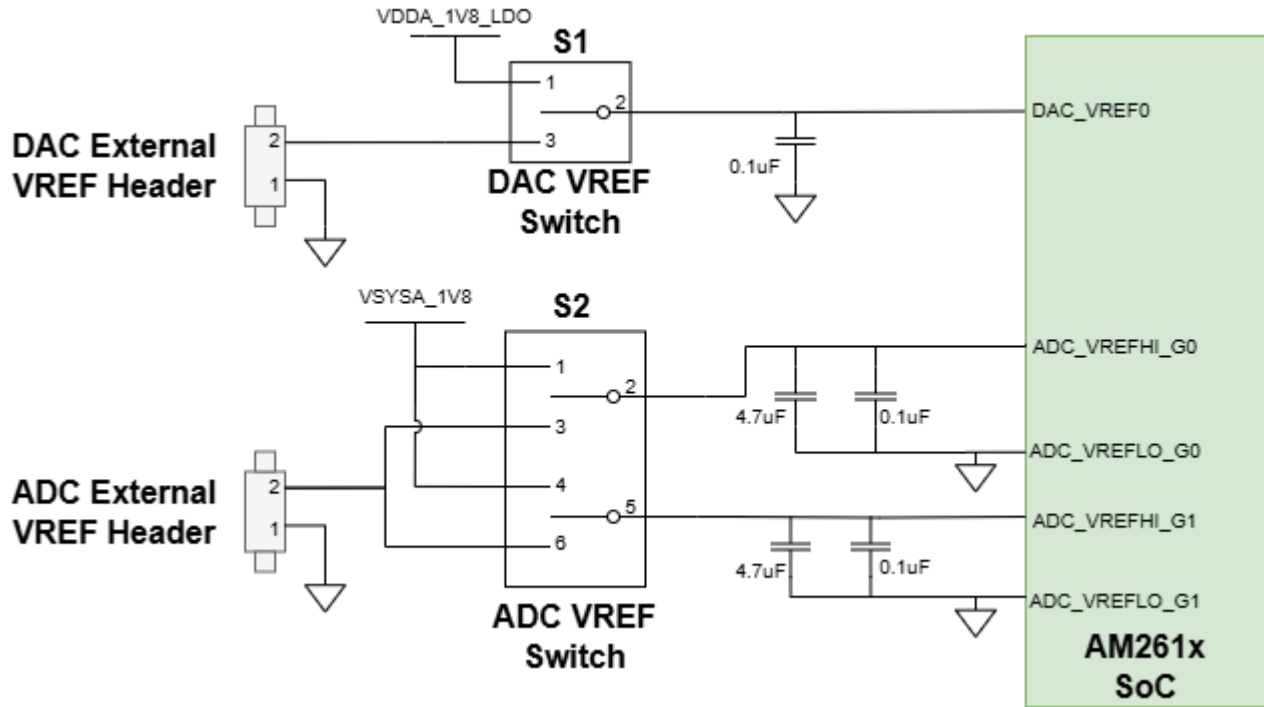 VDDA_1V8_LDO
S1
1
2
3
DAC VREF
Switch
DAC External
VREF Header
2
1
0.1uF
DAC_VREF0
VSYSA_1V8
S2
1
2
3
4
5
6
ADC VREF
Switch
ADC External
VREF Header
2
1
4.7uF
0.1uF
4.7uF
0.1uF
ADC_VREFHI_G0
ADC_VREFLO_G0
ADC_VREFHI_G1
ADC_VREFLO_G1
AM261x
SoC